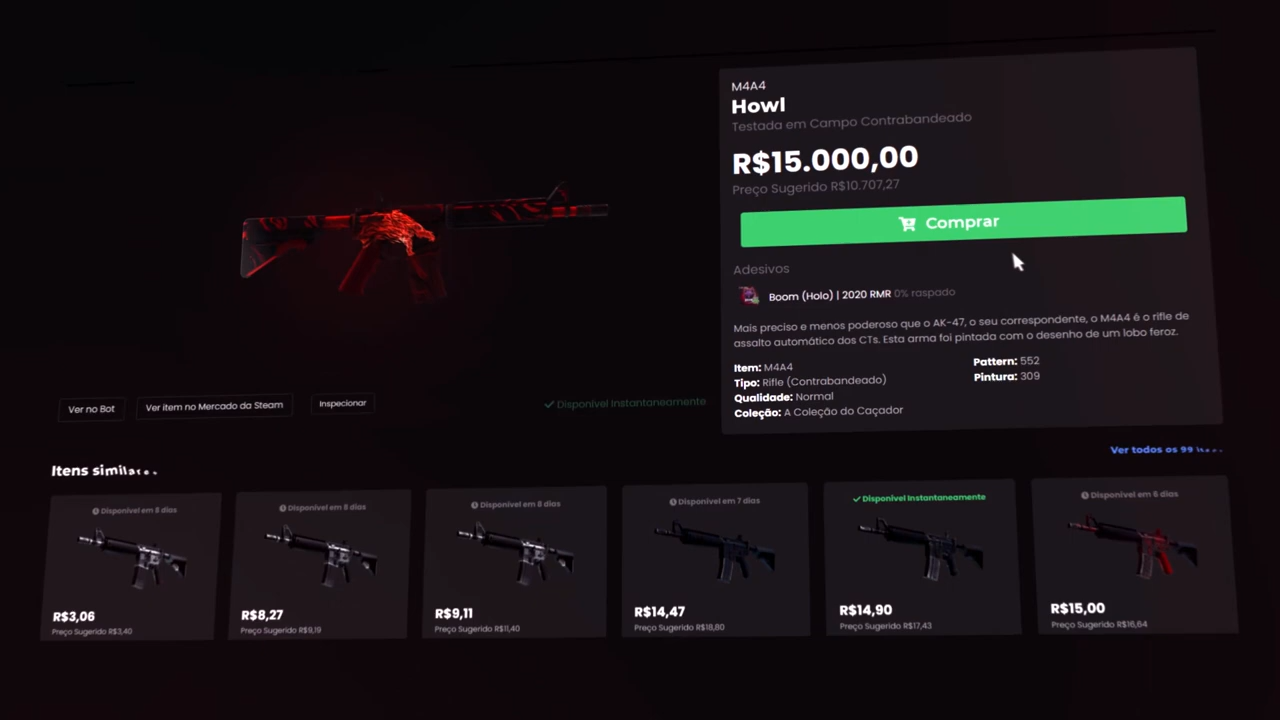 M4A4
Howl
Testada em Campo Contrabandeado
R$15.000,00
Preço Sugerido R$10.707,27
Comprar
Adesivos
Boom (Holo) | 2020 RMR 0% raspado
Mais preciso e menos poderoso que o AK-47, o seu correspondente, o M4A4 é o rifle de
assalto automático dos CTs. Esta arma foi pintada com o desenho de um lobo feroz.
Item: M4A4
Pattern: 552
Tipo: Rifle (Contrabandeado)
Pintura: 309
Qualidade: Normal
Coleção: A Coleção do Caçador
Ver no Bot
Ver item no Mercado da Steam
Inspecionar
Disponível Instantaneamente
Itens similares
Ver todos os 99
Disponível em 8 dias
Disponível em 8 dias
Disponível em 8 dias
Disponível em 7 dias
Disponível Instantaneamente
Disponível em 6 dias
R$3,06
R$8,27
R$9,11
R$14,47
R$14,90
R$15,00
Preço Sugerido R$3,40
Preço Sugerido R$9,19
Preço Sugerido R$11,40
Preço Sugerido R$18,80
Preço Sugerido R$17,43
Preço Sugerido R$16,64